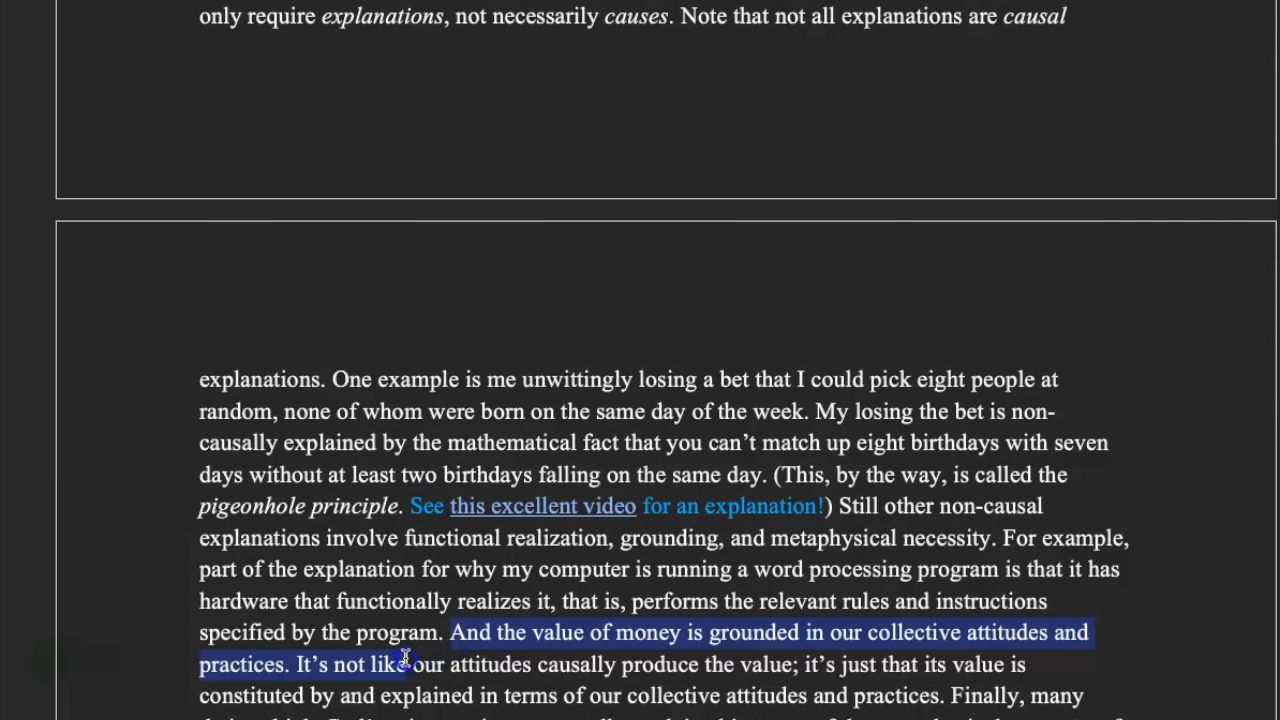 only require explanations, not necessarily causes. Note that not all explanations are causal
explanations. One example is me unwittingly losing a bet that I could pick eight people at
random, none of whom were born on the same day of the week. My losing the bet is non-
causally explained by the mathematical fact that you can’t match up eight birthdays with seven
days without at least two birthdays falling on the same day. (This, by the way, is called the
pigeonhole principle. See this excellent video for an explanation!) Still other non-causal
explanations involve functional realization, grounding, and metaphysical necessity. For example,
part of the explanation for why my computer is running a word processing program is that it has
hardware that functionally realizes it, that is, performs the relevant rules and instructions
specified by the program. And the value of money is grounded in our collective attitudes and
practices. It’s not like our attitudes causally produce the value; it’s just that its value is
constituted by and explained in terms of our collective attitudes and practices. Finally, many